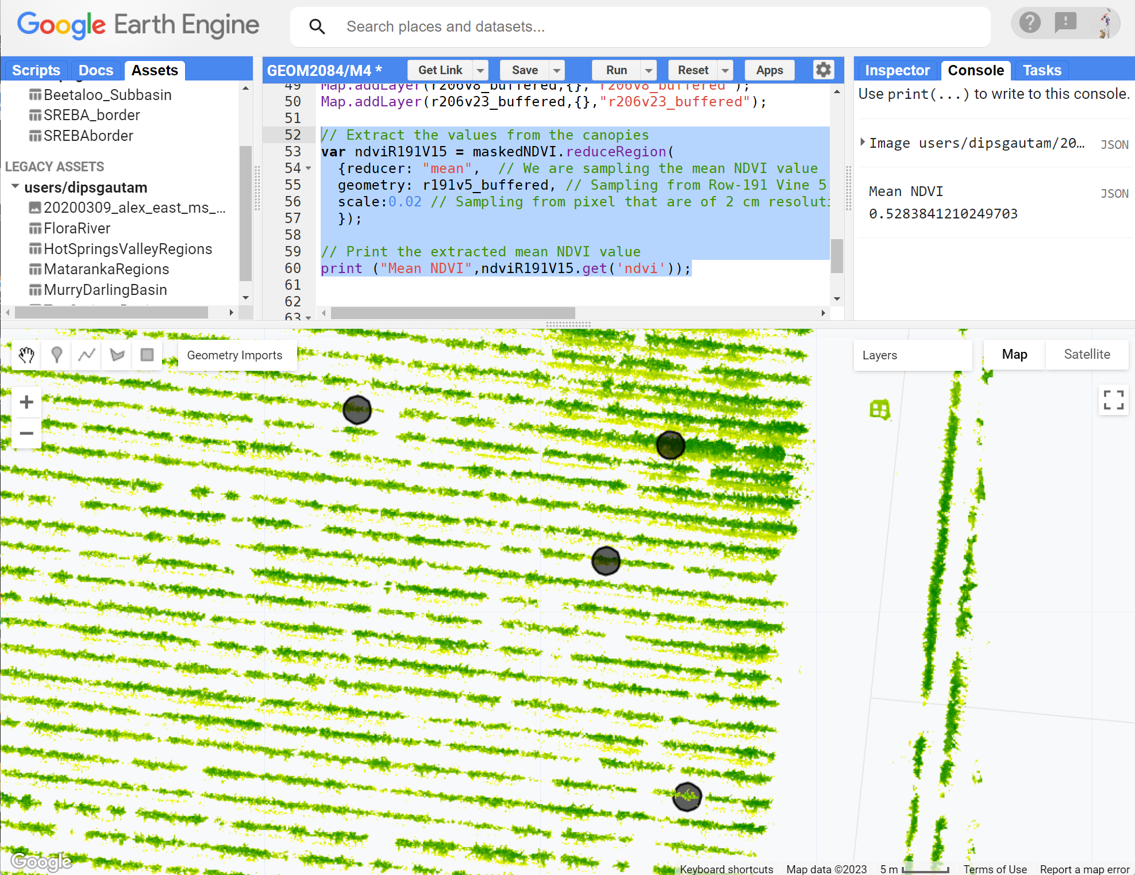 Google Earth Engine
Search places and datasets...
Scripts Docs Assets
Beetaloo_Subbasin
SREBA_border
SREBAborder
LEGACY ASSETS
users/dipsgautam
20200309_alex_east_ms_...
FloraRiver
HotSpringsValleyRegions
MatarankaRegions
MurryDarlingBasin
GEOM2084/M4 *
Get Link Save Run Reset Apps
49 Map.addLayer(r206v8_buffered,{},"r206v8_buffered");
50 Map.addLayer(r206v23_buffered,{},"r206v23_buffered");
51
52 // Extract the values from the canopies
53 var ndviR191V15 = maskedNDVI.reduceRegion(
54 {reducer: "mean", // We are sampling the mean NDVI value
55 geometry: r191v5_buffered, // Sampling from Row-191 Vine 5
56 scale:0.02 // Sampling from pixel that are of 2 cm resoluti
57 });
58
59 // Print the extracted mean NDVI value
60 print ("Mean NDVI",ndviR191V15.get('ndvi'));
61
62
63
Inspector Console Tasks
Use print(...) to write to this console.
Image users/dipsgautam/20… JSON
Mean NDVI JSON
0.5283841210249703
Geometry Imports
Layers
Map Satellite
Google
Keyboard shortcuts Map data ©2023 5 m Terms of Use Report a map error